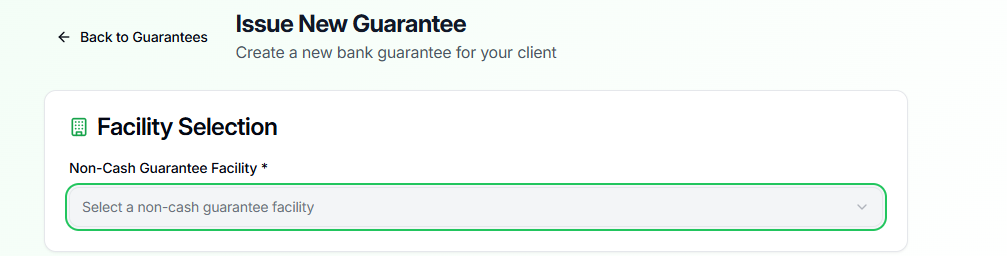 Back to Guarantees
Issue New Guarantee
Create a new bank guarantee for your client
Facility Selection
Non-Cash Guarantee Facility *
Select a non-cash guarantee facility